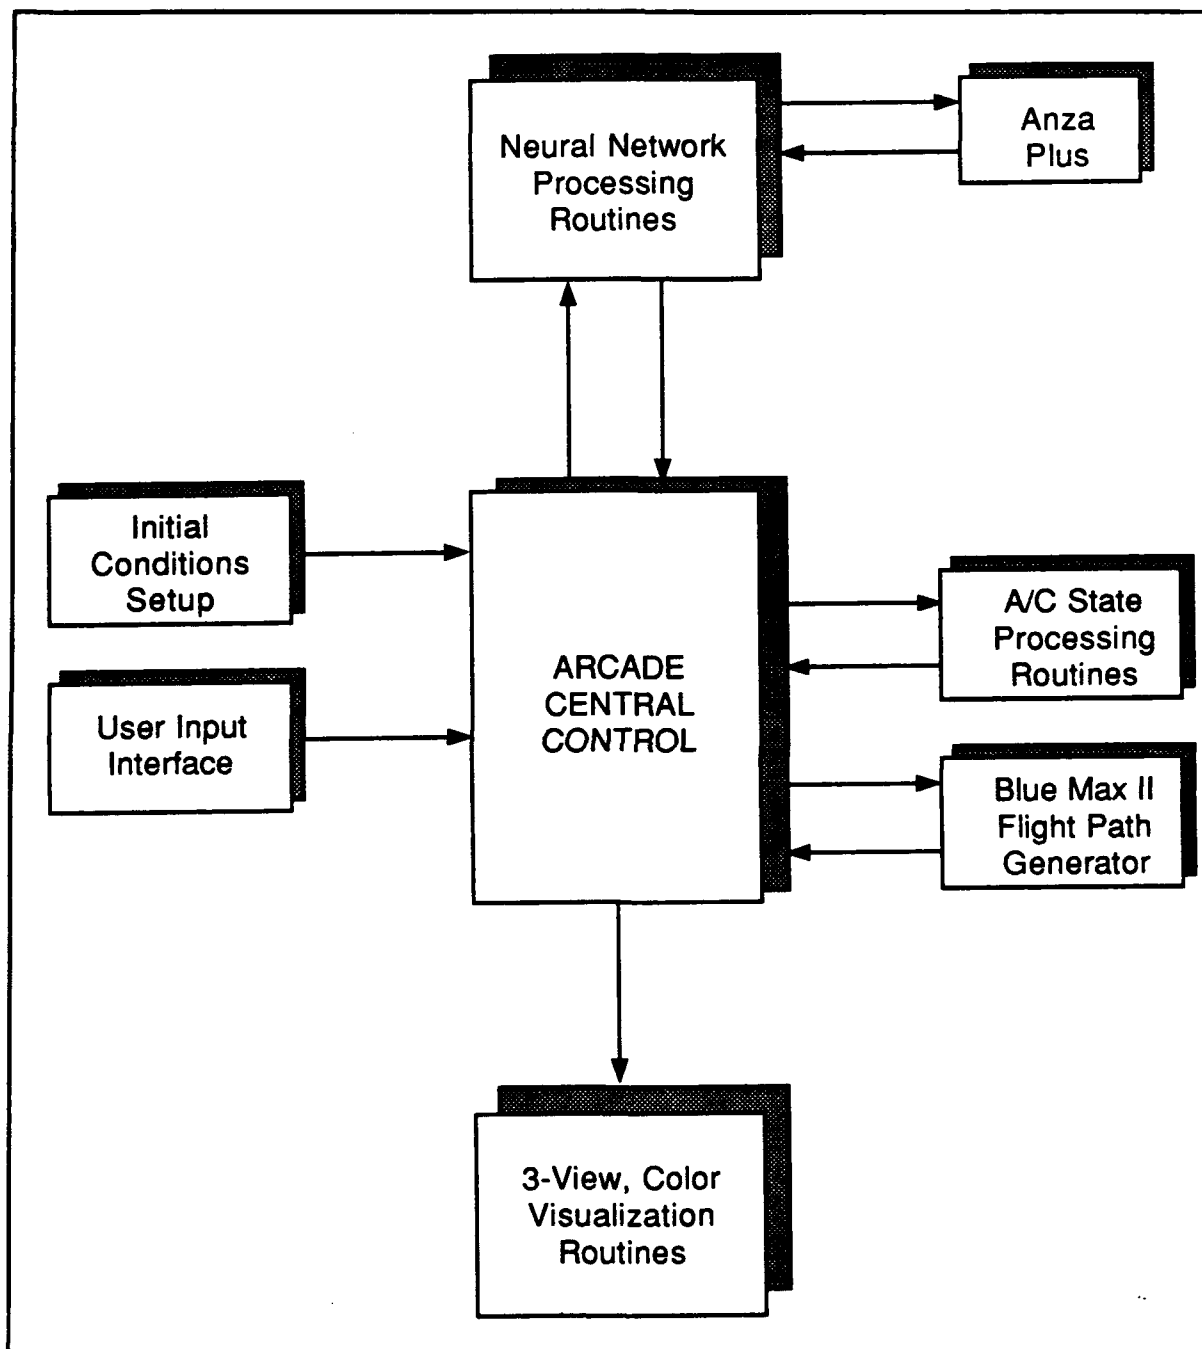 Neural Network
Processing
Routines
Anza
Plus
Initial
Conditions
Setup
User Input
Interface
ARCADE
CENTRAL
CONTROL
A/C State
Processing
Routines
Blue Max II
Flight Path
Generator
3-View, Color
Visualization
Routines